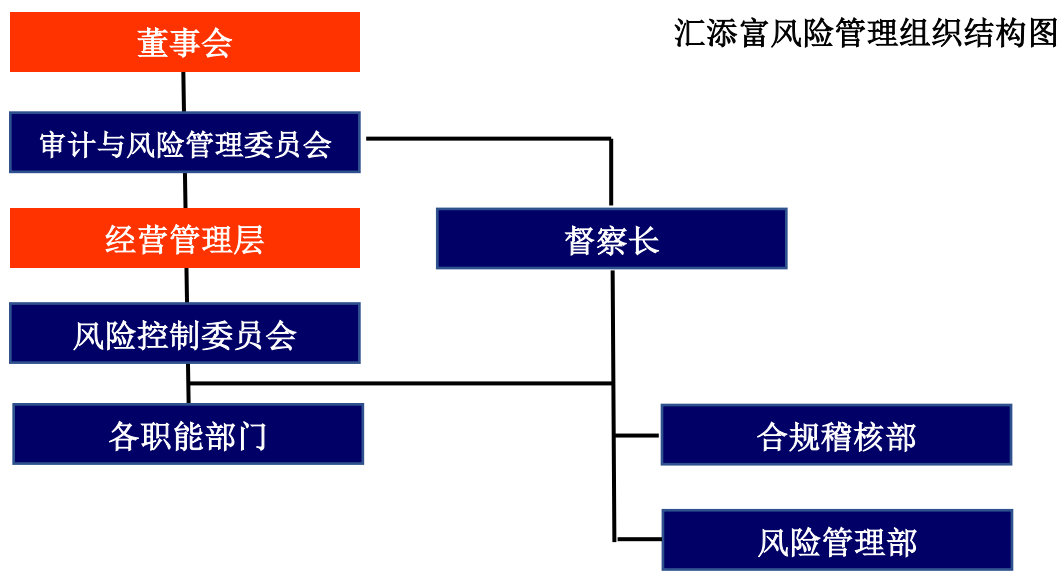 汇添富风险管理组织结构图
董事会
审计与风险管理委员会
经营管理层
督察长
风险控制委员会
各职能部门
合规稽核部
风险管理部